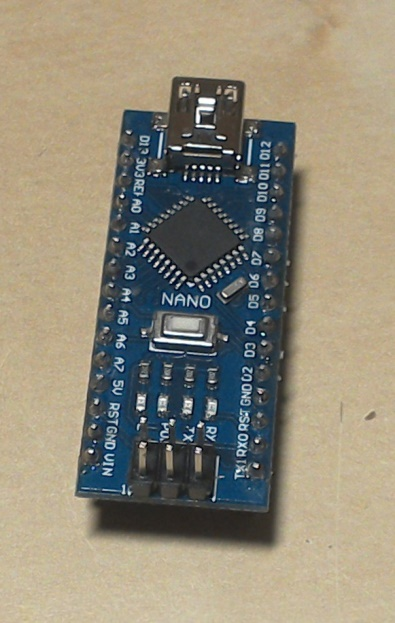 D13
3V3
REF
A0
A1
A2
A3
A4
A5
A6
A7
5V
RST
GND
VIN
NANO
D12
D11
D10
D9
D8
D7
D6
D5
D4
D3
D2
GND
RST
RX0
TX1
L
TX
RX
1